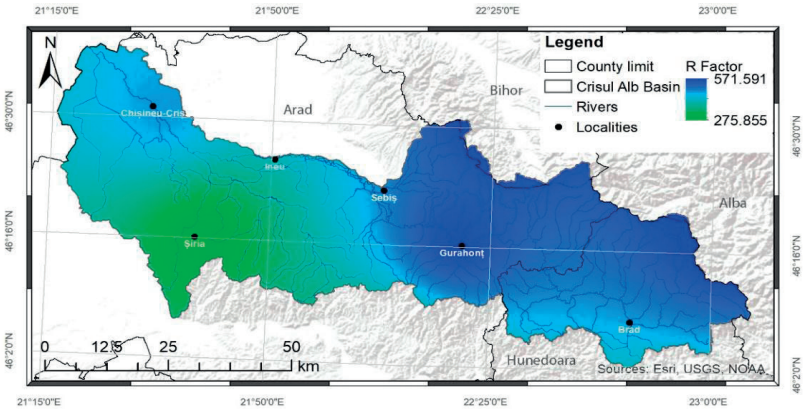 21°15'0"E
21°50'0"E
22°25'0"E
23°0'0"E
N
Legend
County limit
Crisul Alb Basin
Rivers
Localities
R Factor
571.591
275.855
Bihor
Arad
Alba
Hunedoara
Chisineu-Criș
Ineu
Sebiș
Șiria
Gurahonț
Brad
46°30'0"N
46°16'0"N
46°2'0"N
46°30'0"N
46°16'0"N
46°2'0"N
0 12,5 25 50
km
Sources: Esri, USGS, NOAA
21°15'0"E
21°50'0"E
22°25'0"E
23°0'0"E